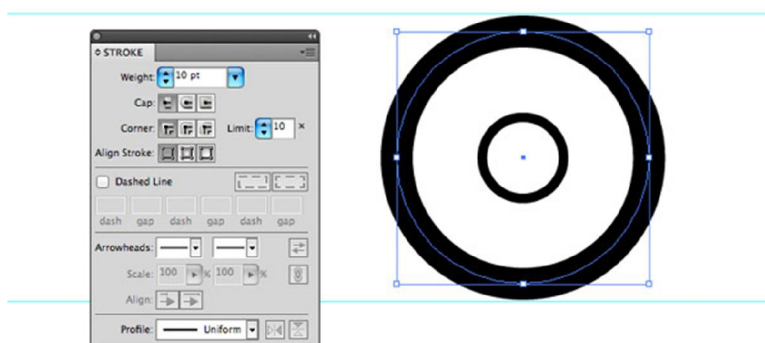 STROKE
Weight: 10 pt
Cap:
Corner: Limit: 10 x
Align Stroke:
Dashed Line
dash gap dash gap dash gap
Arrowheads:
Scale: 100 % 100 %
Align:
Profile: Uniform